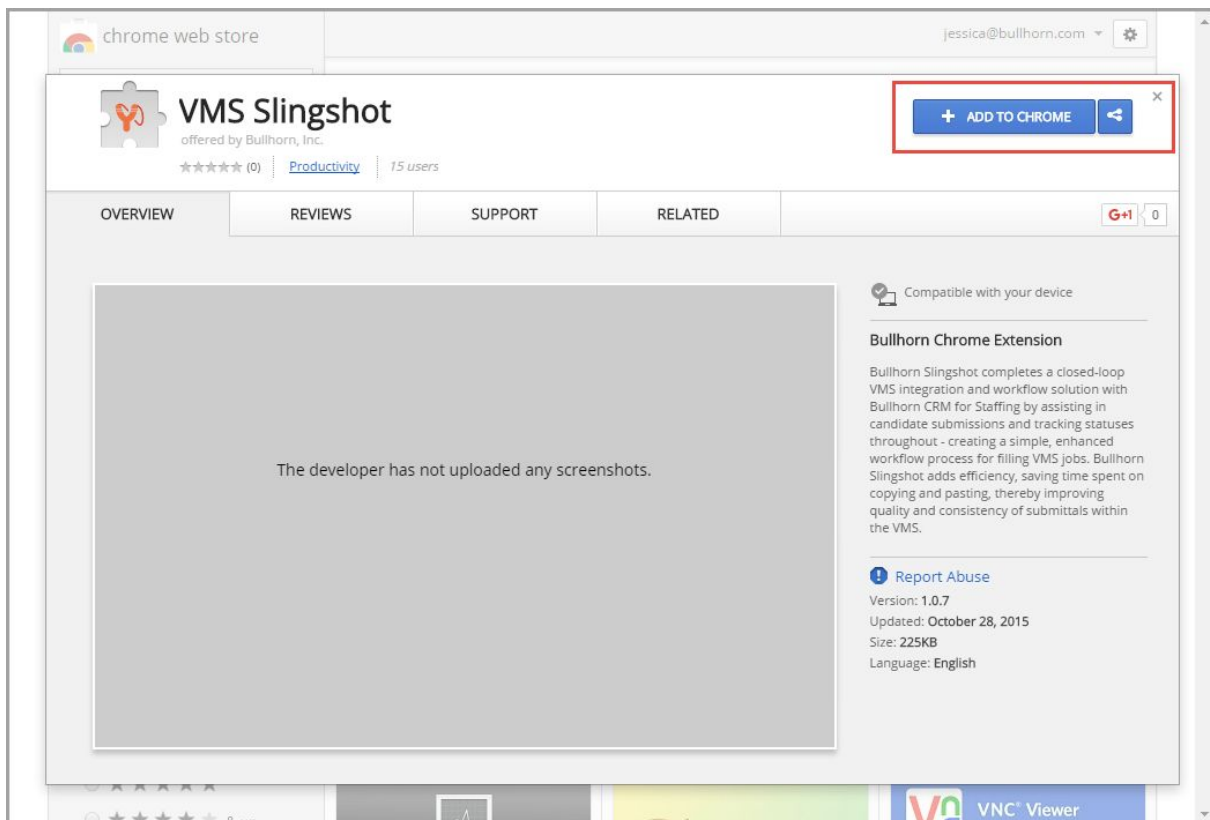 chrome web store
jessica@bullhorn.com
VMS Slingshot
offered by Bullhorn, Inc.
(0) Productivity 15 users
+ ADD TO CHROME
OVERVIEW REVIEWS SUPPORT RELATED
G+1 0
The developer has not uploaded any screenshots.
Compatible with your device
Bullhorn Chrome Extension
Bullhorn Slingshot completes a closed-loop
VMS integration and workflow solution with
Bullhorn CRM for Staffing by assisting in
candidate submissions and tracking statuses
throughout - creating a simple, enhanced
workflow process for filling VMS jobs. Bullhorn
Slingshot adds efficiency, saving time spent on
copying and pasting, thereby improving
quality and consistency of submittals within
the VMS.
Report Abuse
Version: 1.0.7
Updated: October 28, 2015
Size: 225KB
Language: English
VNC® Viewer